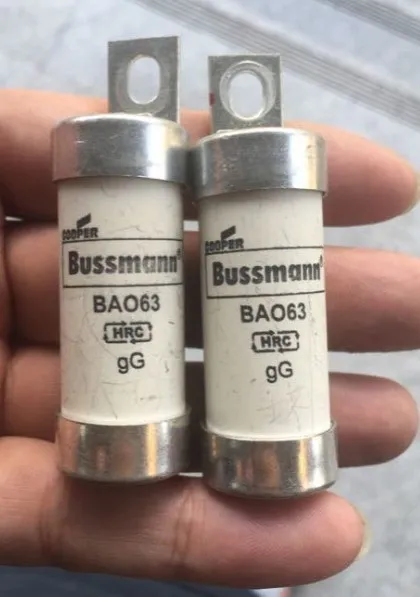 COOPER
Bussmann®
BAO63
HRC
gG
COOPER
Bussmann®
BAO63
HRC
gG